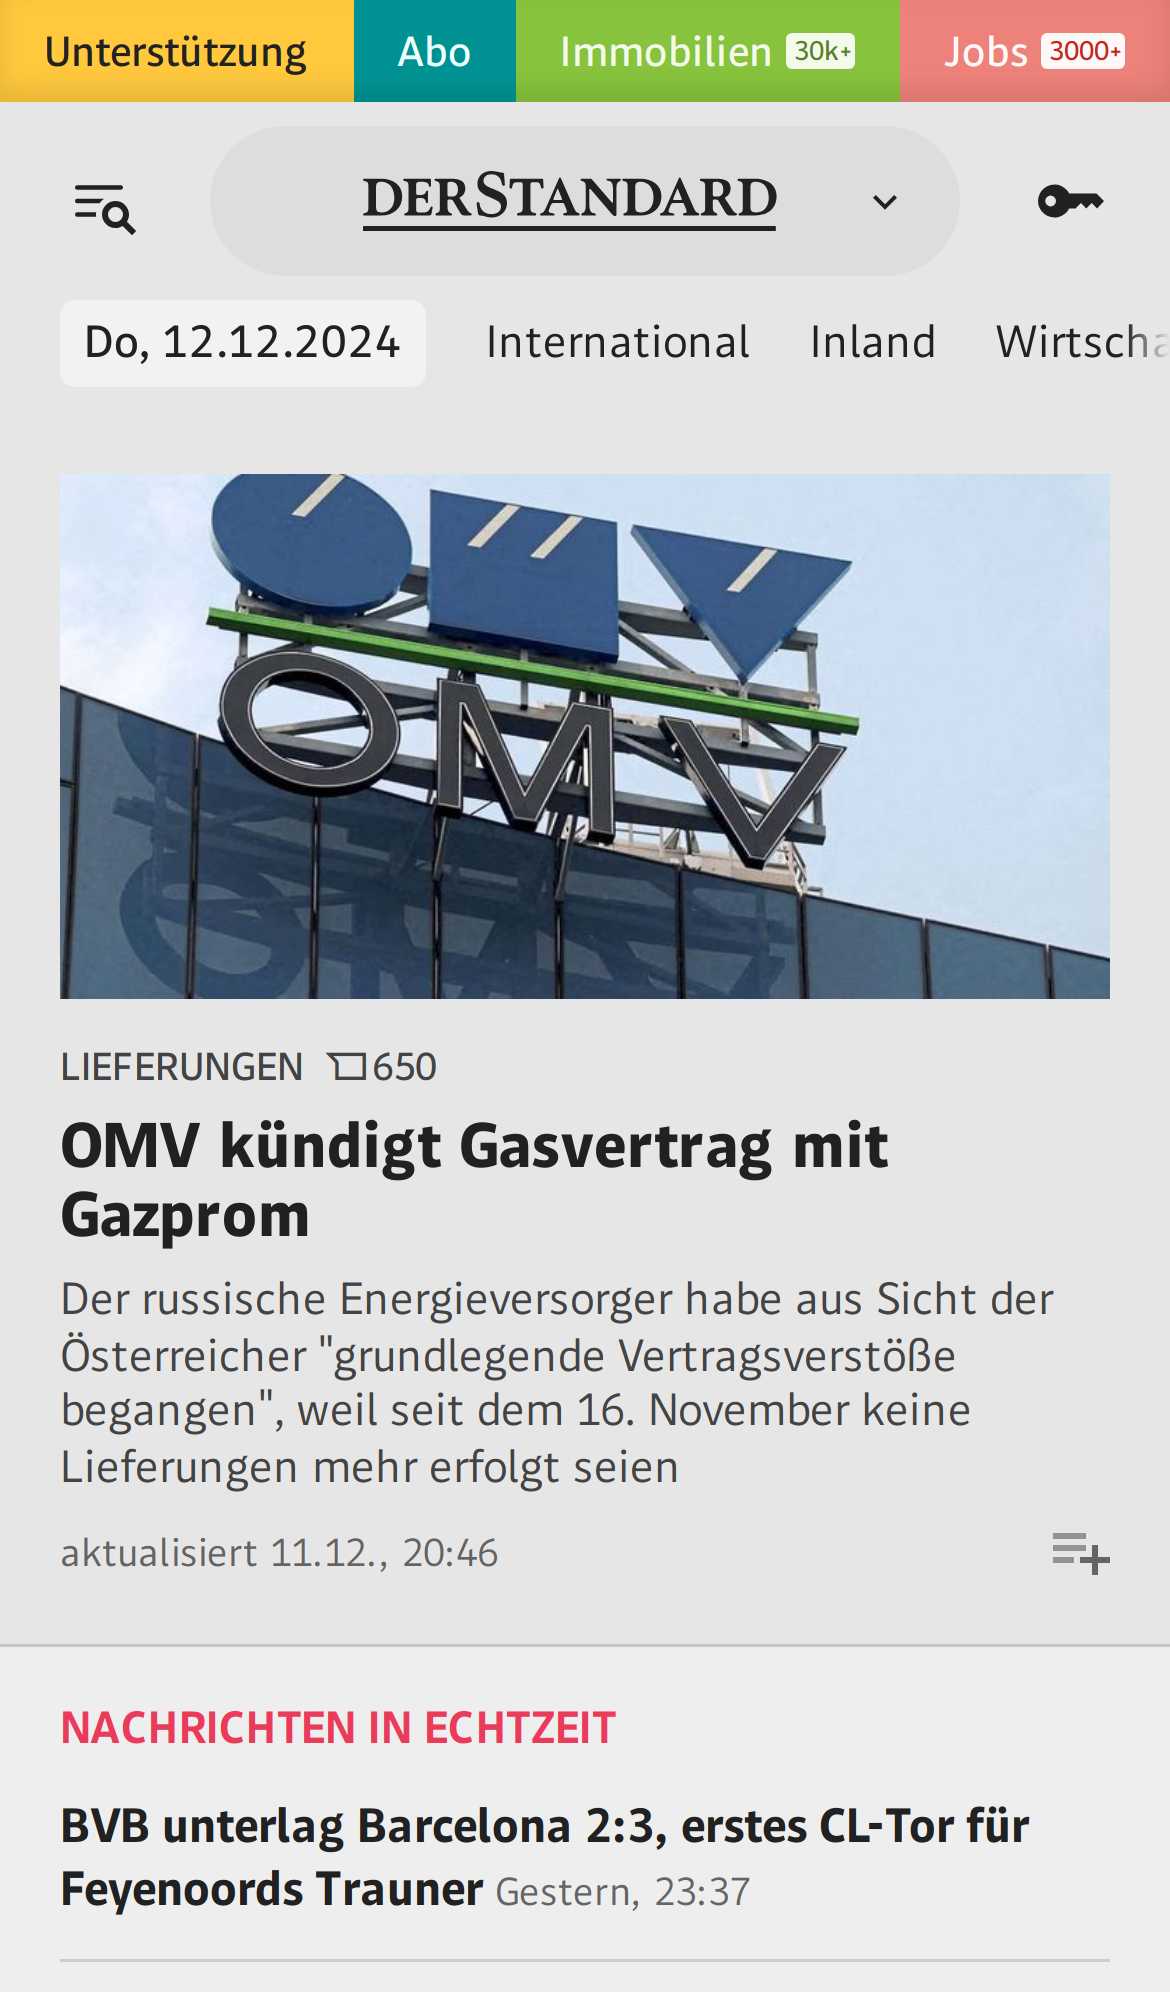 Unterstützung
Abo
Immobilien 30k+
Jobs 3000+
DERSTANDARD
Do, 12.12.2024
International
Inland
Wirtscha
OMV
LIEFERUNGEN 650
OMV kündigt Gasvertrag mit
Gazprom
Der russische Energieversorger habe aus Sicht der
Österreicher "grundlegende Vertragsverstöße
begangen", weil seit dem 16. November keine
Lieferungen mehr erfolgt seien
aktualisiert 11.12., 20:46
NACHRICHTEN IN ECHTZEIT
BVB unterlag Barcelona 2:3, erstes CL-Tor für
Feyenoords Trauner Gestern, 23:37